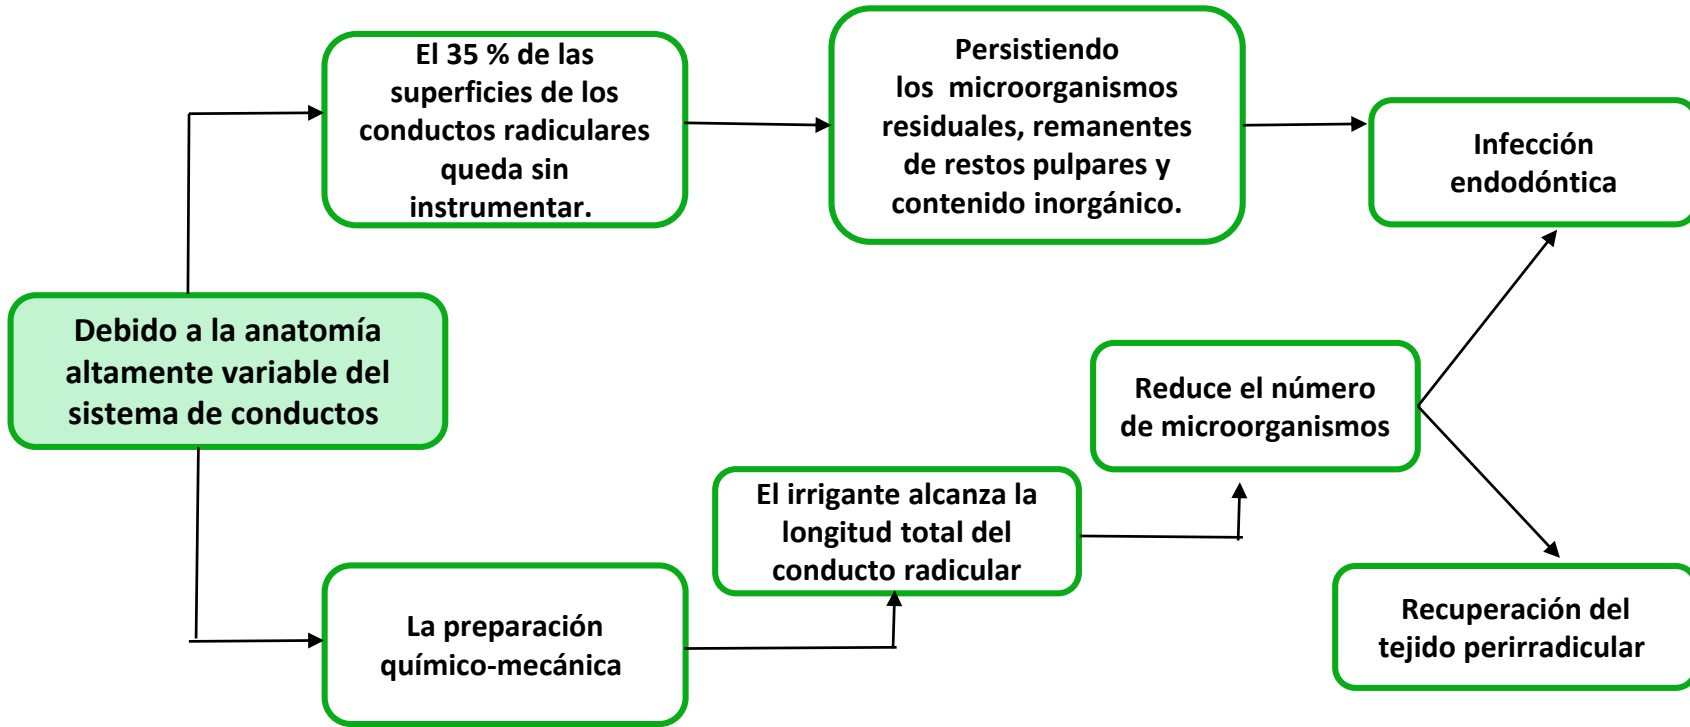 El 35 % de las
superficies de los
conductos radiculares
queda sin
instrumentar.
Persistiendo
los microorganismos
residuales, remanentes
de restos pulpares y
contenido inorgánico.
Infección
endodóntica
Debido a la anatomía
altamente variable del
sistema de conductos
Reduce el número
de microorganismos
El irrigante alcanza la
longitud total del
conducto radicular
La preparación
químico-mecánica
Recuperación del
tejido perirradicular